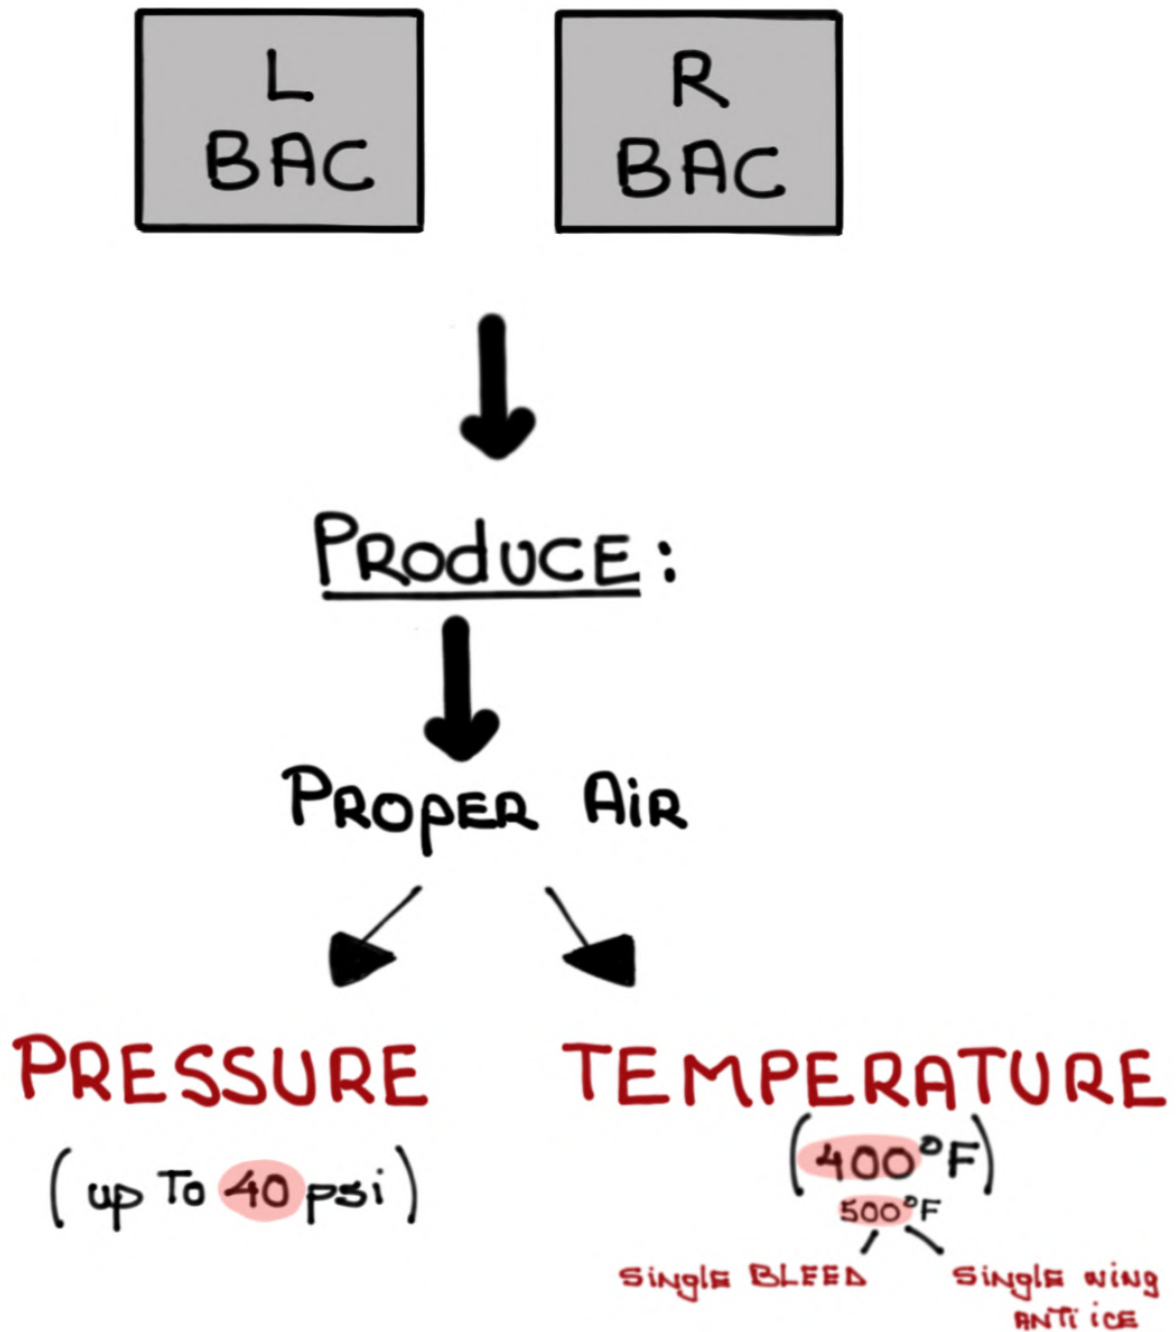 L
BAC
R
BAC
PRODUCE:
PROPER AiR
PRESSURE
(up To 40 psi)
TEMPERATURE
(400°F)
500°F
Single BLEED
Single wing
ANTi iCE